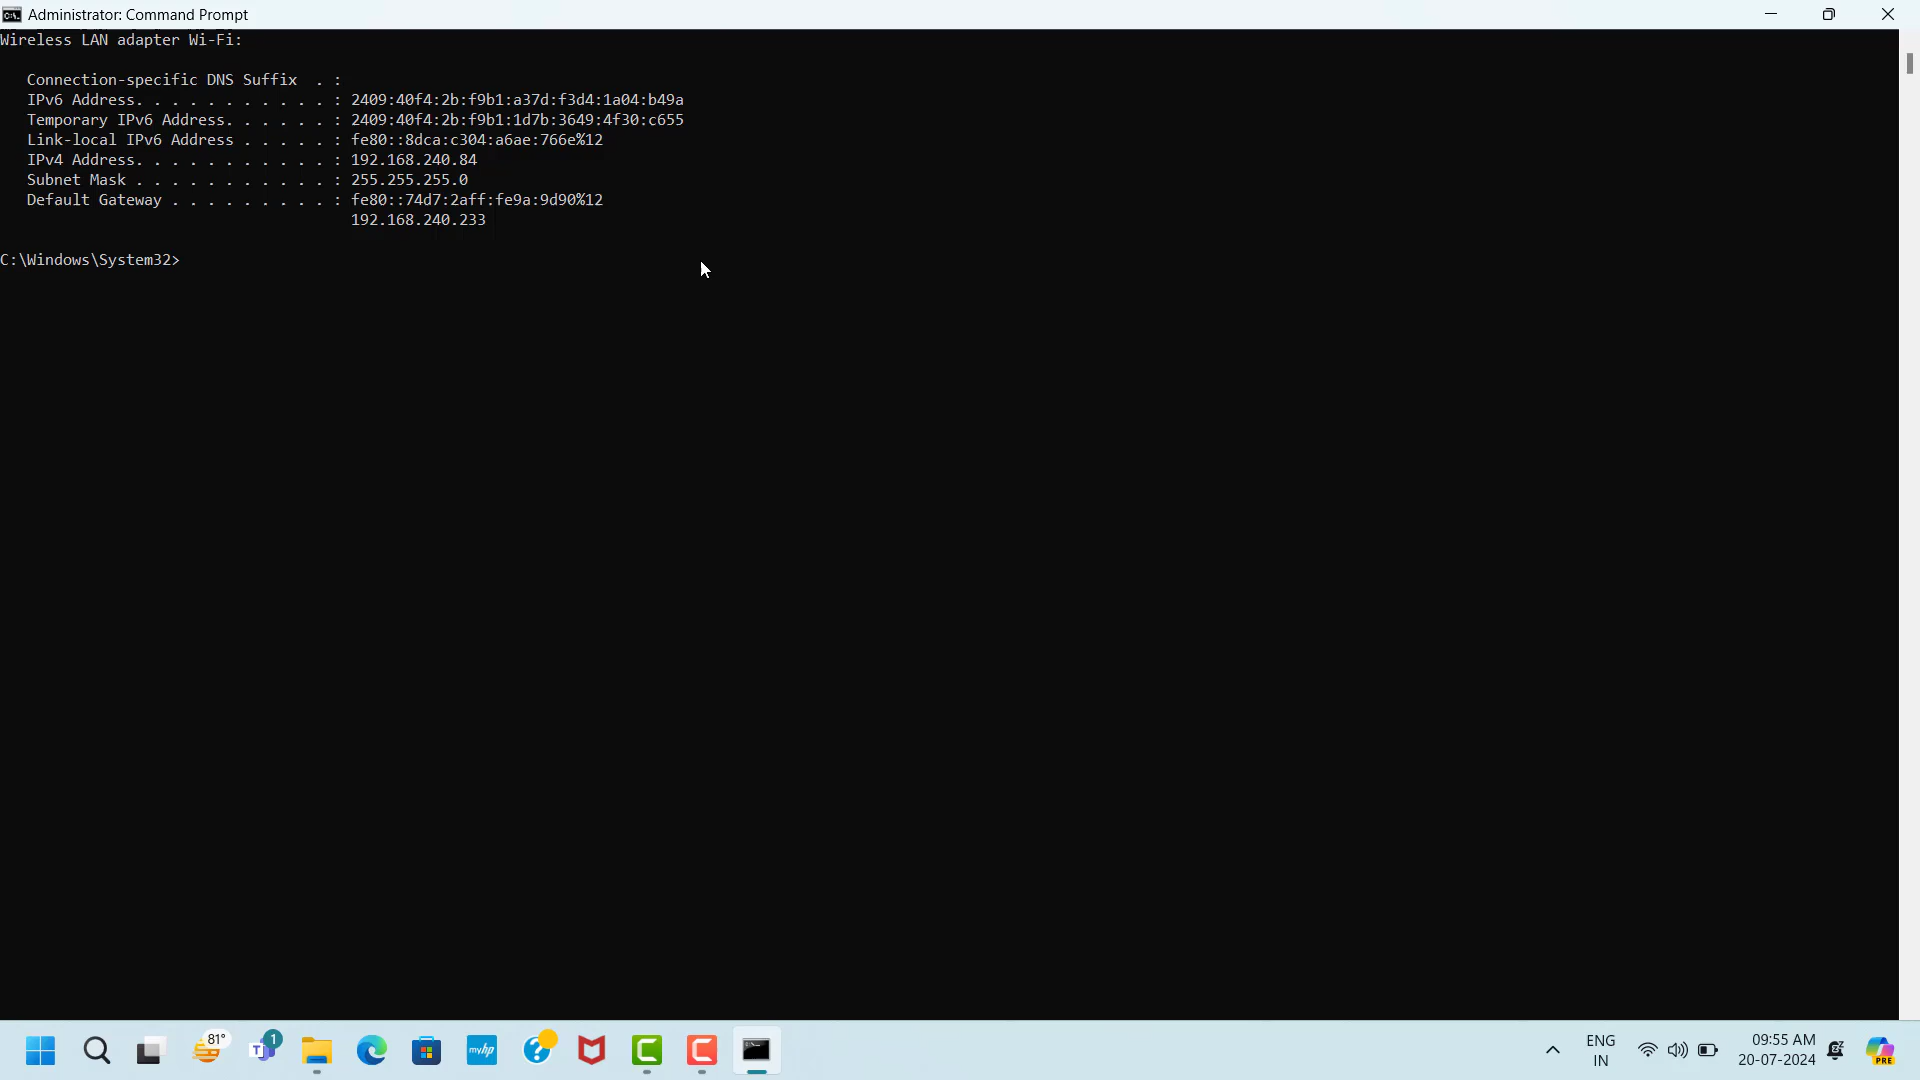 Administrator: Command Prompt
Wireless LAN adapter Wi-Fi:
Connection-specific DNS Suffix  . :
IPv6 Address. . . . . . . . . . . : 2409:40f4:2b:f9b1:a37d:f3d4:1a04:b49a
Temporary IPv6 Address. . . . . . : 2409:40f4:2b:f9b1:1d7b:3649:4f30:c655
Link-local IPv6 Address . . . . . : fe80::8dca:c304:a6ae:766e%12
IPv4 Address. . . . . . . . . . . : 192.168.240.84
Subnet Mask . . . . . . . . . . . : 255.255.255.0
Default Gateway . . . . . . . . . : fe80::74d7:2aff:fe9a:9d90%12
192.168.240.233
C:\Windows\System32>
81°
T
1
myhp
?
C
C
ENG
IN
09:55 AM
20-07-2024
PRE